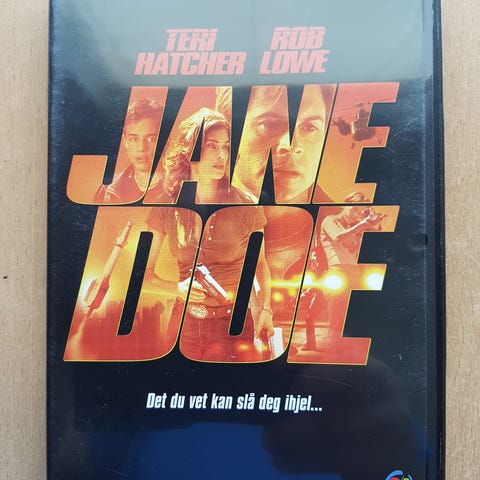 TERI HATCHER
ROB LOWE
JANE
DOE
Det du vet kan slå deg ihjel...